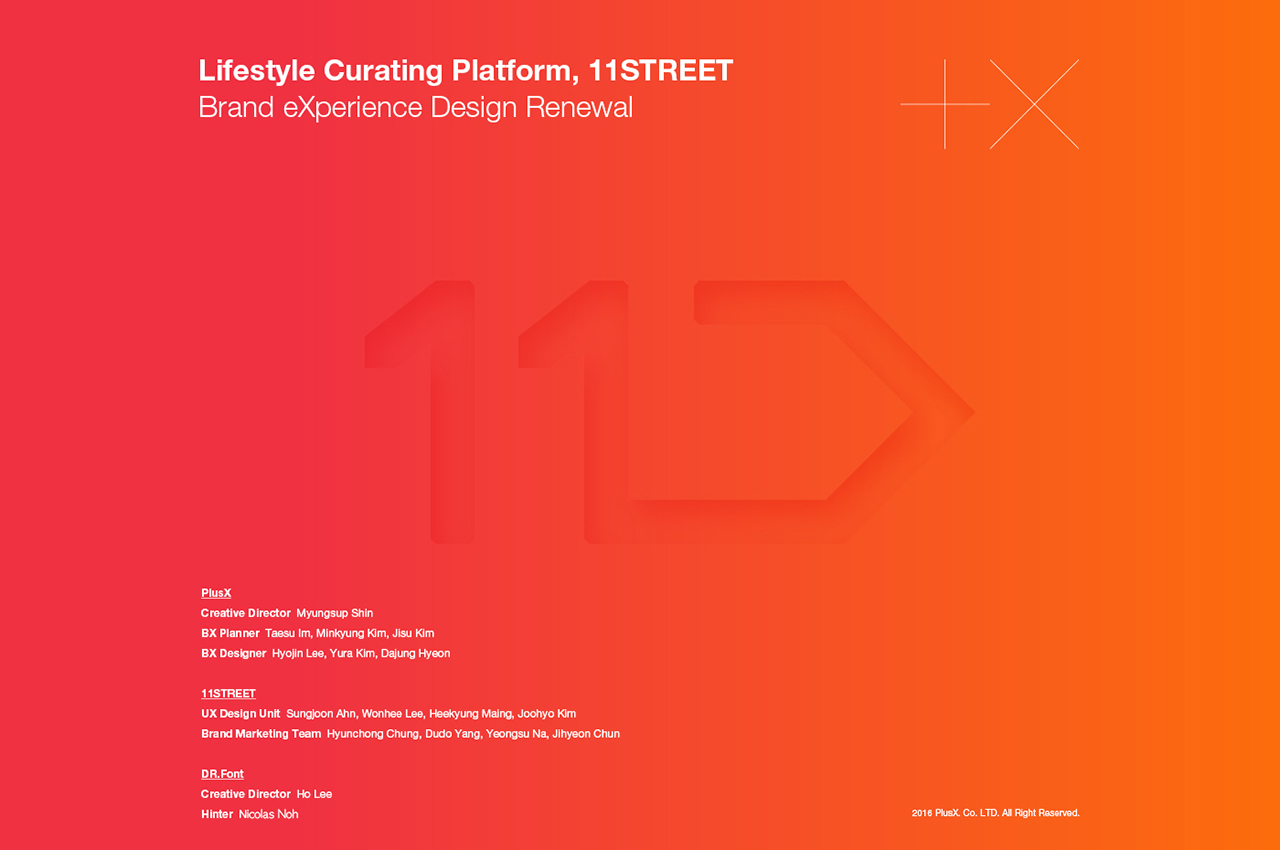 Lifestyle Curating Platform, 11STREET
Brand eXperience Design Renewal
+X
11
PlusX
Creative Director Myungsup Shin
BX Planner Taesu Im, Minkyung Kim, Jisu Kim
BX Designer Hyojin Lee, Yura Kim, Dajung Hyeon
11STREET
UX Design Unit Sungjoon Ahn, Wonhee Lee, Heekyung Maing, Joohyo Kim
Brand Marketing Team Hyunchong Chung, Dudo Yang, Yeongsu Na, Jihyeon Chun
DR.Font
Creative Director Ho Lee
Hinter Nicolas Noh
2016 PlusX. Co. LTD. All Right Reserved.